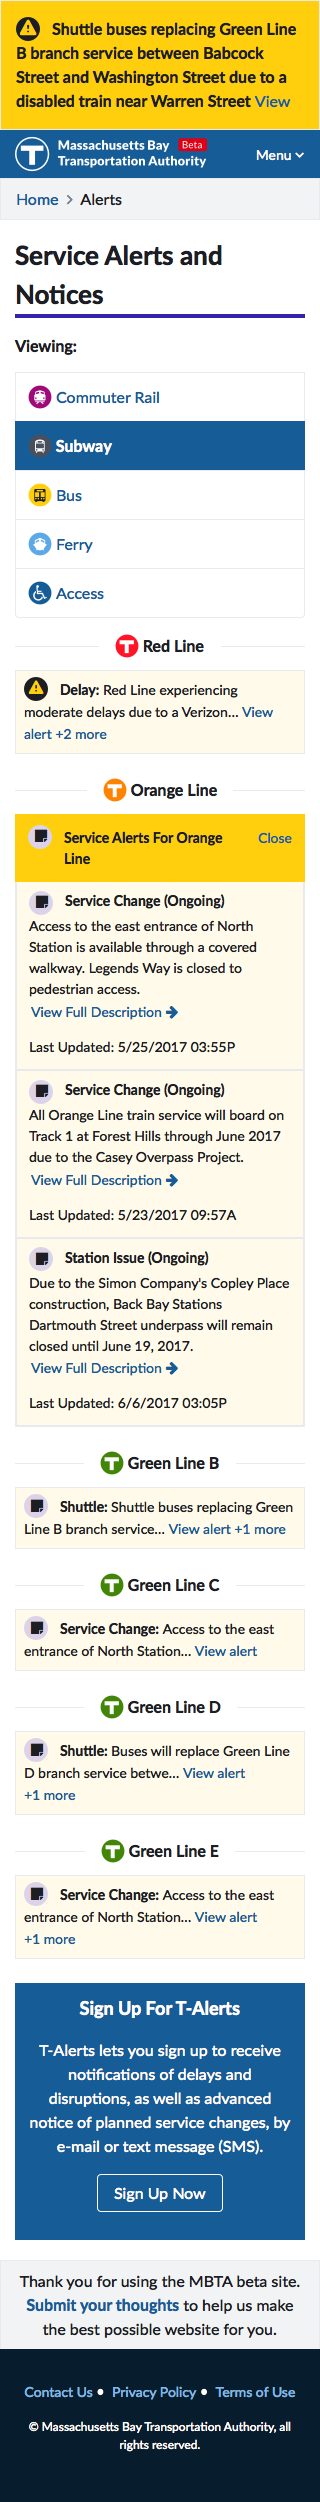 Shuttle buses replacing Green Line
B branch service between Babcock
Street and Washington Street due to a
disabled train near Warren Street View
Massachusetts Bay Beta
Transportation Authority
Menu
Home > Alerts
Service Alerts and
Notices
Viewing:
Commuter Rail
Subway
Bus
Ferry
Access
T Red Line
Delay: Red Line experiencing
moderate delays due to a Verizon... View
alert +2 more
T Orange Line
Service Alerts For Orange Close
Line
Service Change (Ongoing)
Access to the east entrance of North
Station is available through a covered
walkway. Legends Way is closed to
pedestrian access.
View Full Description
Last Updated: 5/25/2017 03:55P
Service Change (Ongoing)
All Orange Line train service will board on
Track 1 at Forest Hills through June 2017
due to the Casey Overpass Project.
View Full Description
Last Updated: 5/23/2017 09:57A
Station Issue (Ongoing)
Due to the Simon Company's Copley Place
construction, Back Bay Stations
Dartmouth Street underpass will remain
closed until June 19, 2017.
View Full Description
Last Updated: 6/6/2017 03:05P
T Green Line B
Shuttle: Shuttle buses replacing Green
Line B branch service... View alert +1 more
T Green Line C
Service Change: Access to the east
entrance of North Station... View alert
T Green Line D
Shuttle: Buses will replace Green Line
D branch service betwe... View alert
+1 more
T Green Line E
Service Change: Access to the east
entrance of North Station... View alert
+1 more
Sign Up For T-Alerts
T-Alerts lets you sign up to receive
notifications of delays and
disruptions, as well as advanced
notice of planned service changes, by
e-mail or text message (SMS).
Sign Up Now
Thank you for using the MBTA beta site.
Submit your thoughts to help us make
the best possible website for you.
Contact Us • Privacy Policy • Terms of Use
© Massachusetts Bay Transportation Authority, all
rights reserved.